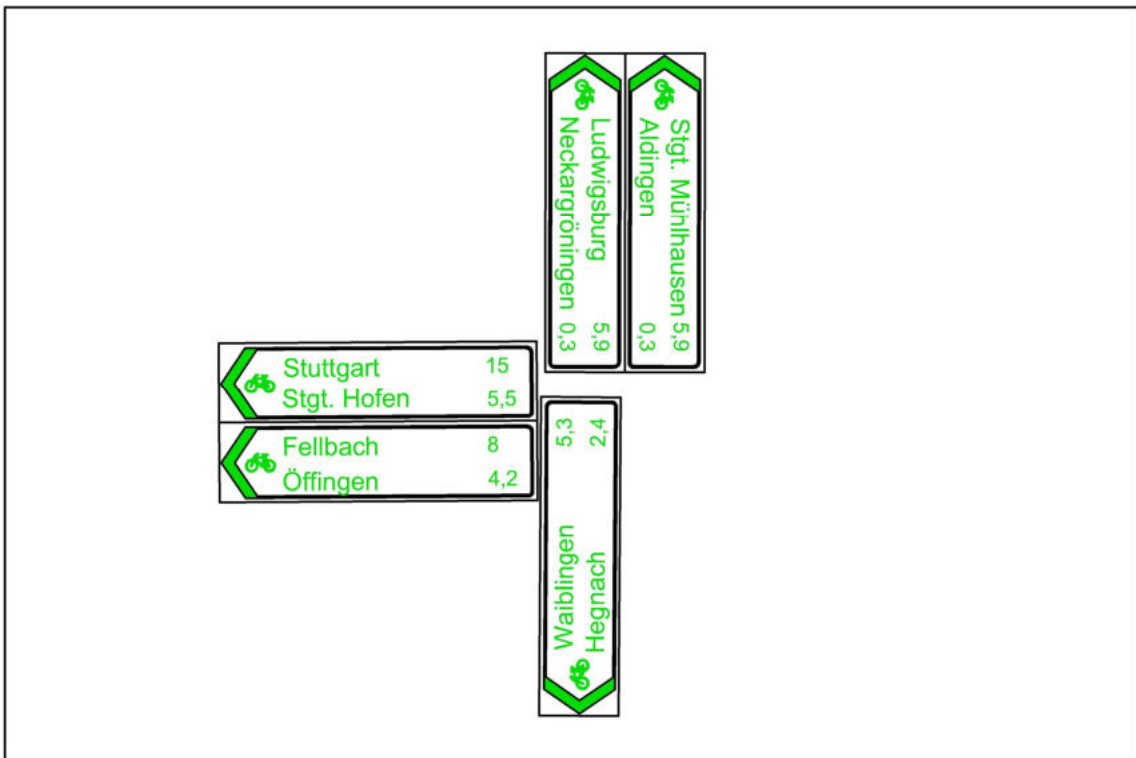 Ludwigsburg 5,9
Neckargröningen 0,3
Stgt. Mühlhausen 5,9
Aldingen 0,3
Stuttgart 15
Stgt. Hofen 5,5
Fellbach 8
Öffingen 4,2
Waiblingen 5,3
Hegnach 2,4